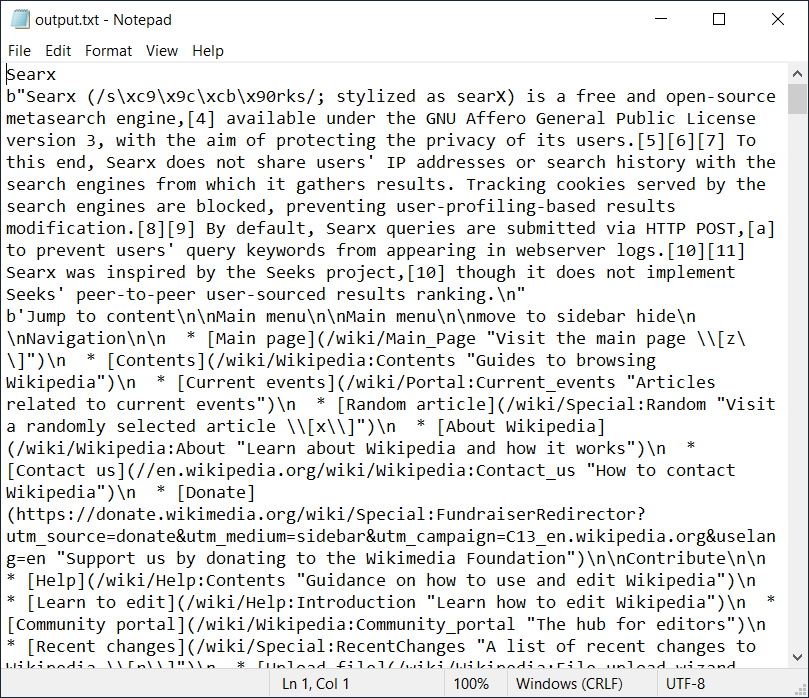 output.txt - Notepad
File Edit Format View Help
Searx
b"Searx (/s\xc9\x9c\xcb\x90rks/; stylized as searX) is a free and open-source
metasearch engine,[4] available under the GNU Affero General Public License
version 3, with the aim of protecting the privacy of its users.[5][6][7] To
this end, Searx does not share users' IP addresses or search history with the
search engines from which it gathers results. Tracking cookies served by the
search engines are blocked, preventing user-profiling-based results
modification.[8][9] By default, Searx queries are submitted via HTTP POST,[a]
to prevent users' query keywords from appearing in webserver logs.[10][11]
Searx was inspired by the Seeks project,[10] though it does not implement
Seeks' peer-to-peer user-sourced results ranking.\n"
b'Jump to content\n\nMain menu\n\nMain menu\n\nmove to sidebar hide\n
\nNavigation\n\n  * [Main page](/wiki/Main_Page "Visit the main page \\[z\
\]")\n  * [Contents](/wiki/Wikipedia:Contents "Guides to browsing
Wikipedia")\n  * [Current events](/wiki/Portal:Current_events "Articles
related to current events")\n  * [Random article](/wiki/Special:Random "Visit
a randomly selected article \\[x\\]")\n  * [About Wikipedia]
(/wiki/Wikipedia:About "Learn about Wikipedia and how it works")\n  *
[Contact us](//en.wikipedia.org/wiki/Wikipedia:Contact_us "How to contact
Wikipedia")\n  * [Donate]
(https://donate.wikimedia.org/wiki/Special:FundraiserRedirector?
utm_source=donate&utm_medium=sidebar&utm_campaign=C13_en.wikipedia.org&uselan
g=en "Support us by donating to the Wikimedia Foundation")\n\nContribute\n\n
* [Help](/wiki/Help:Contents "Guidance on how to use and edit Wikipedia")\n
* [Learn to edit](/wiki/Help:Introduction "Learn how to edit Wikipedia")\n  *
[Community portal](/wiki/Wikipedia:Community_portal "The hub for editors")\n
* [Recent changes](/wiki/Special:RecentChanges "A list of recent changes to
Wikipedia \\[r\\]")\n  * [Upload file](/wiki/Wikipedia:File_upload_wizard
Ln 1, Col 1 100% Windows (CRLF) UTF-8